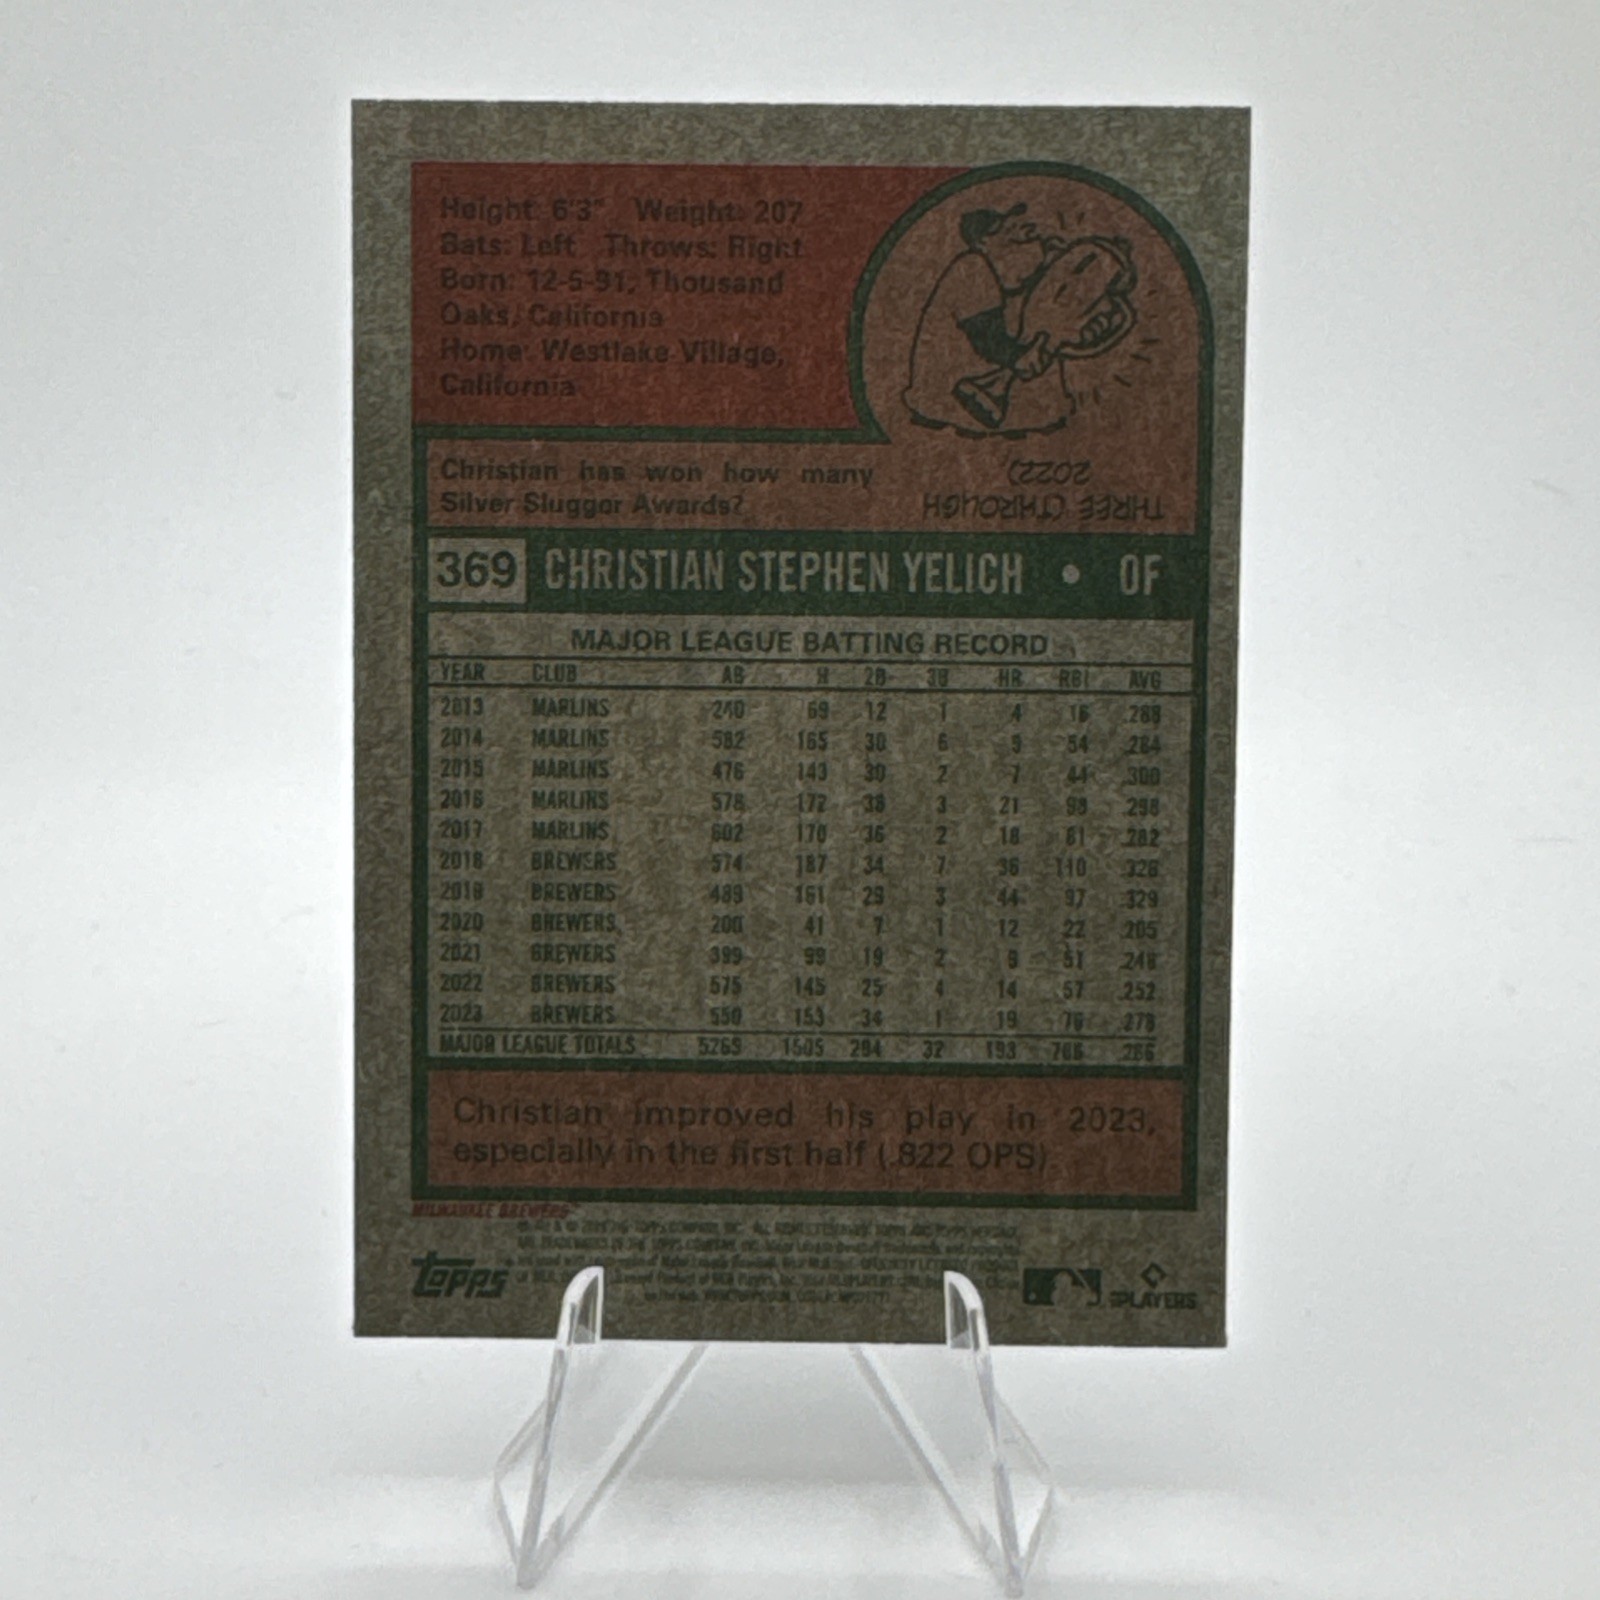 Height: 6'3" Weight: 207
Bats: Left Throws: Right
Born: 12-5-91, Thousand
Oaks, California
Home: Westlake Village,
California
Christian has won how many
Silver Slugger Awards?
THREE (THROUGH
2022)
369 CHRISTIAN STEPHEN YELICH • OF
MAJOR LEAGUE BATTING RECORD
YEAR CLUB AB H 2B 3B HR RBI AVG
2013 MARLINS 240 69 12 1 4 16 .288
2014 MARLINS 582 165 30 6 9 54 .284
2015 MARLINS 476 143 30 2 7 44 .300
2016 MARLINS 578 172 38 3 21 98 .298
2017 MARLINS 602 170 36 2 18 81 .282
2018 BREWERS 574 187 34 7 36 110 .326
2019 BREWERS 489 161 29 3 44 97 .329
2020 BREWERS 200 41 7 1 12 22 .205
2021 BREWERS 399 99 19 2 9 51 .248
2022 BREWERS 575 145 25 4 14 57 .252
2023 BREWERS 550 153 34 1 19 76 .278
MAJOR LEAGUE TOTALS 5265 1505 294 32 193 706 .286
Christian improved his play in 2023,
especially in the first half (.822 OPS).
MILWAUKEE BREWERS
topps
PLAYERS